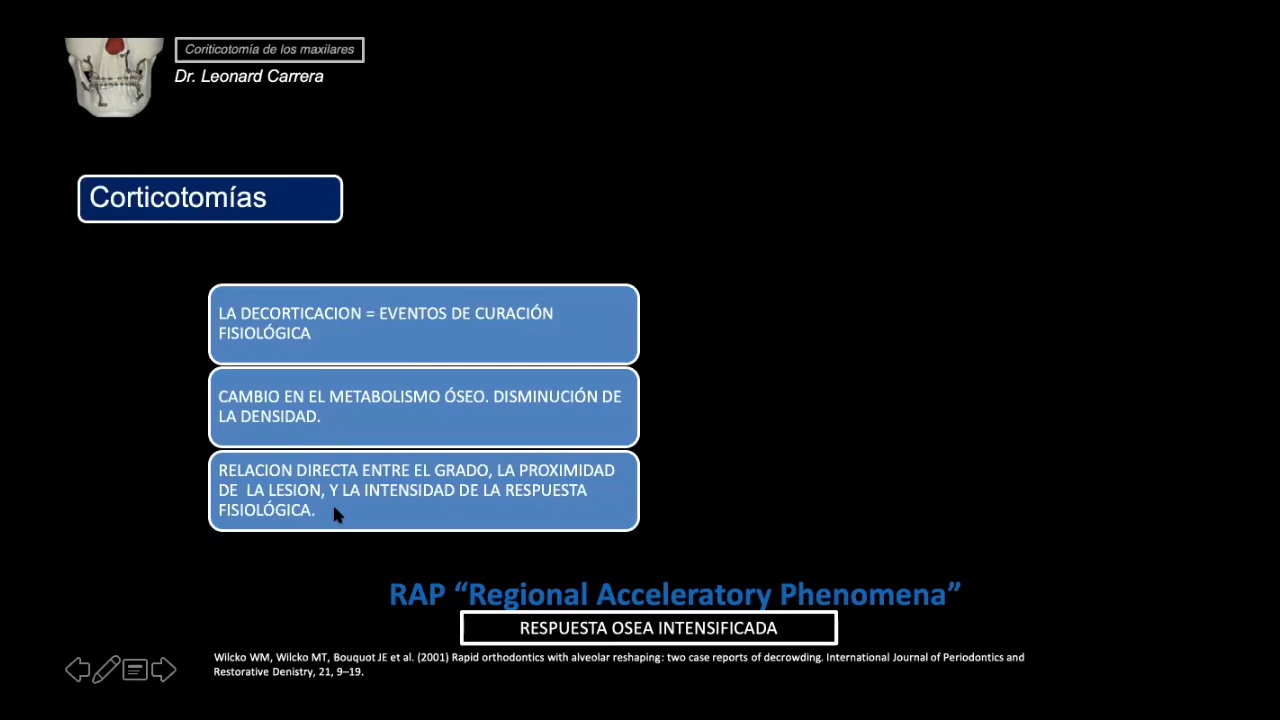 Coriticotomía de los maxilares
Dr. Leonard Carrera
Corticotomías
LA DECORTICACION = EVENTOS DE CURACIÓN
FISIOLÓGICA
CAMBIO EN EL METABOLISMO ÓSEO. DISMINUCIÓN DE
LA DENSIDAD.
RELACION DIRECTA ENTRE EL GRADO, LA PROXIMIDAD
DE LA LESION, Y LA INTENSIDAD DE LA RESPUESTA
FISIOLÓGICA.
RAP “Regional Acceleratory Phenomena”
RESPUESTA OSEA INTENSIFICADA
Wilcko WM, Wilcko MT, Bouquot JE et al. (2001) Rapid orthodontics with alveolar reshaping: two case reports of decrowding. International Journal of Periodontics and
Restorative Denistry, 21, 9–19.